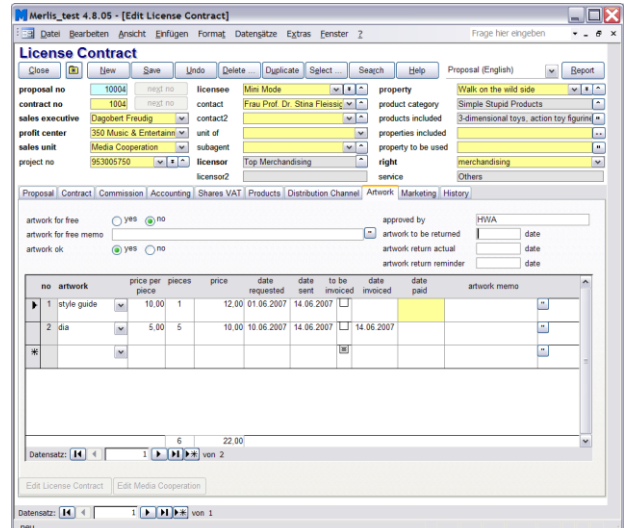 Merlis_test 4.8.05 - [Edit License Contract]
Datei Bearbeiten Ansicht Einfügen Format Datensätze Extras Fenster ? Frage hier eingeben
License Contract
Close New Save Undo Delete ... Duplicate Select ... Search Help Proposal (English) Report
proposal no 10004 next no licensee Mini Mode property Walk on the wild side
contract no 1004 next no contact Frau Prof. Dr. Stina Fleissig product category Simple Stupid Products
sales executive Dagobert Freudig contact2 products included 3-dimensional toys, action toy figurine
profit center 350 Music & Entertainn unit of properties included
sales unit Media Cooperation subagent property to be used
project no 953005750 licensor Top Merchandising right merchandising
licensor2 service Others
Proposal Contract Commission Accounting Shares VAT Products Distribution Channel Artwork Marketing History
artwork for free yes no approved by HWA
artwork for free memo artwork to be returned date
artwork ok yes no artwork return actual date
artwork return reminder date
no artwork price per piece pieces price date requested date sent to be invoiced date invoiced date paid artwork memo
1 style guide 10,00 1 12,00 01.06.2007 14.06.2007
2 dia 5,00 5 10,00 10.06.2007 14.06.2007 14.06.2007
6 22,00
Datensatz: 1 von 2
Edit License Contract Edit Media Cooperation
Datensatz: 1 von 1